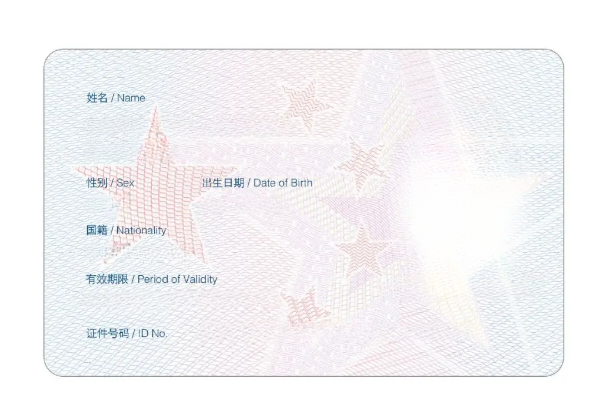 姓名 / Name
性别 / Sex 出生日期 / Date of Birth
国籍 / Nationality
有效期限 / Period of Validity
证件号码 / ID No.